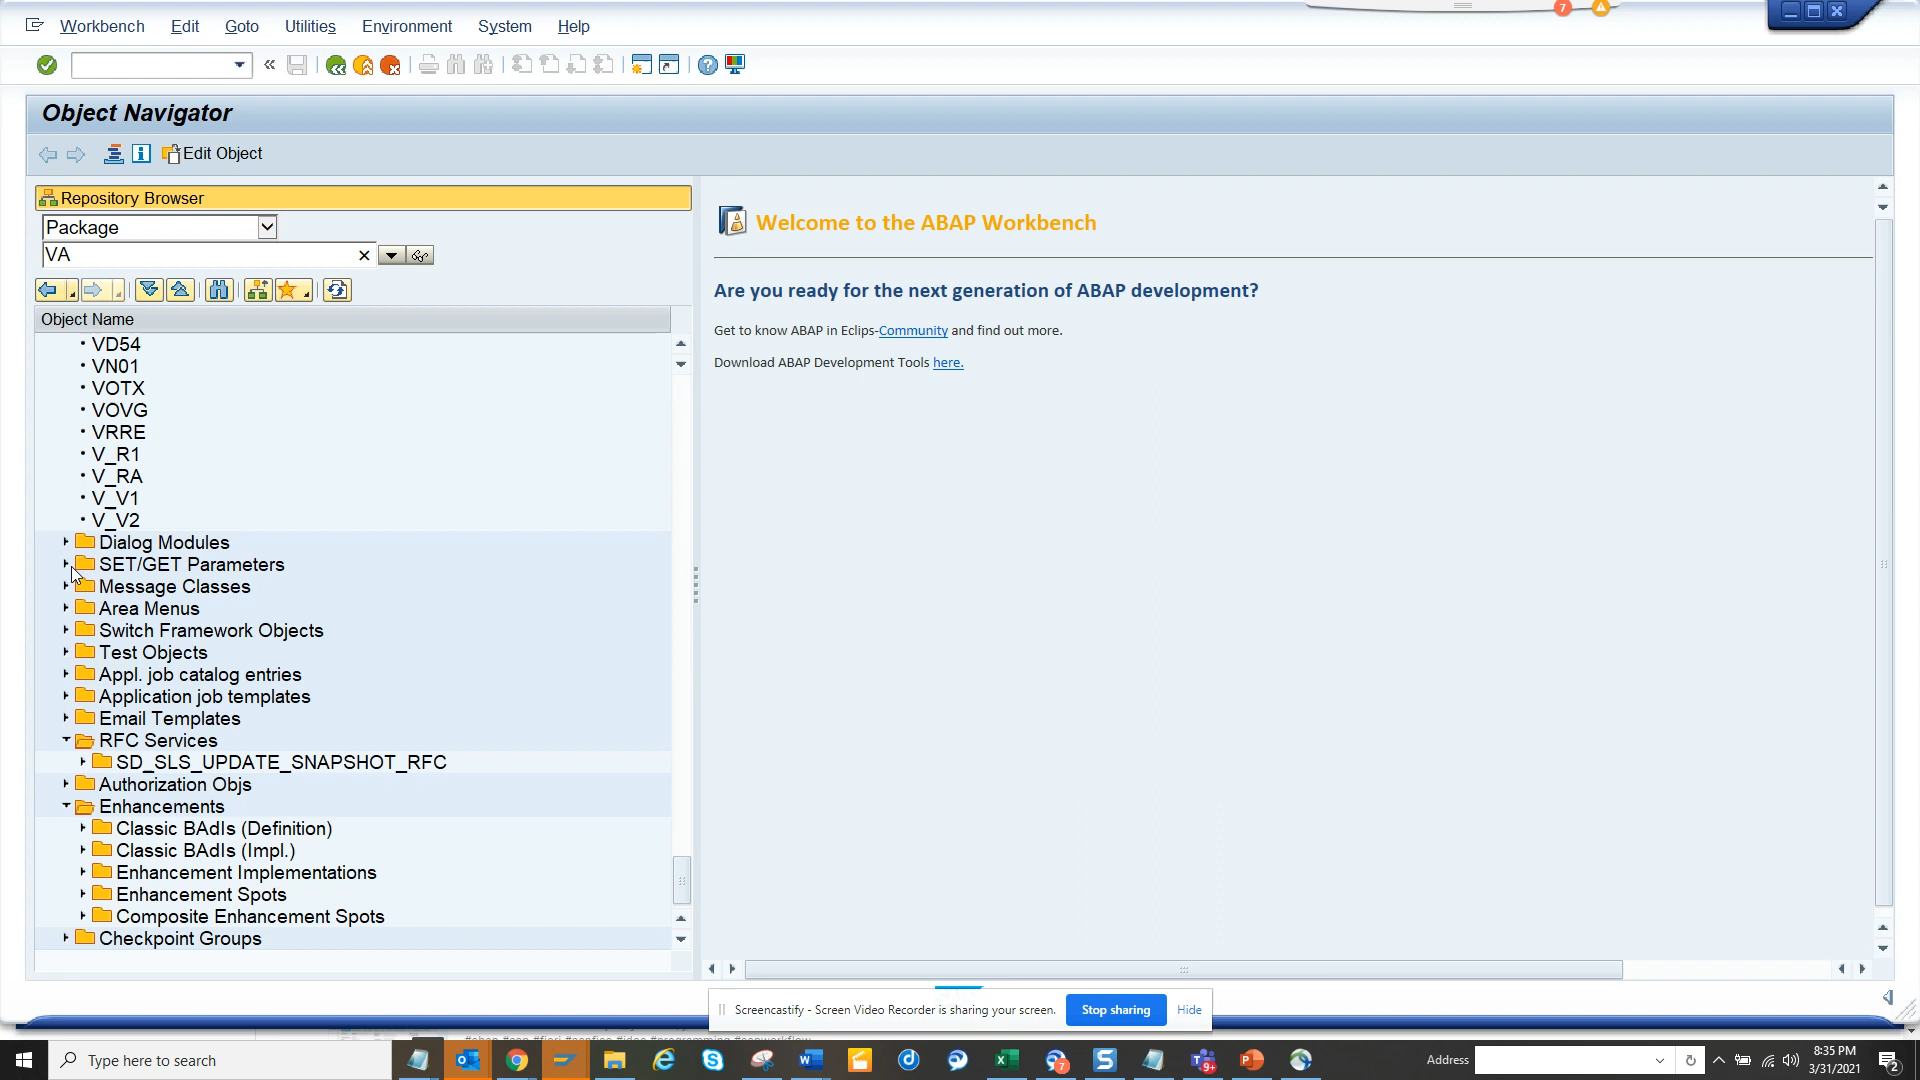 Workbench Edit Goto Utilities Environment System Help
7
Object Navigator
Edit Object
Repository Browser
Package
VA
Object Name
VD54
VN01
VOTX
VOVG
VRRE
V_R1
V_RA
V_V1
V_V2
Dialog Modules
SET/GET Parameters
Message Classes
Area Menus
Switch Framework Objects
Test Objects
Appl. job catalog entries
Application job templates
Email Templates
RFC Services
SD_SLS_UPDATE_SNAPSHOT_RFC
Authorization Objs
Enhancements
Classic BAdIs (Definition)
Classic BAdIs (Impl.)
Enhancement Implementations
Enhancement Spots
Composite Enhancement Spots
Checkpoint Groups
Welcome to the ABAP Workbench
Are you ready for the next generation of ABAP development?
Get to know ABAP in Eclips-Community and find out more.
Download ABAP Development Tools here.
Screencastify - Screen Video Recorder is sharing your screen. Stop sharing Hide
Type here to search
7
9+
Address
8:35 PM
3/31/2021
2